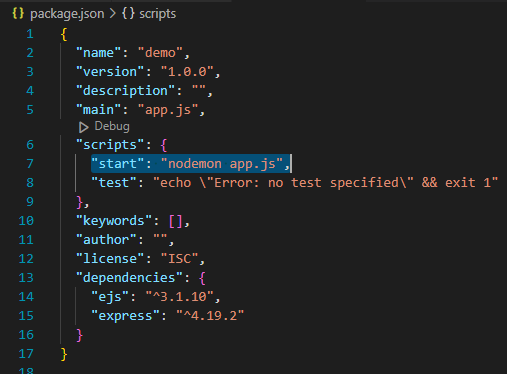 {} package.json > {} scripts
1 {
2 "name": "demo",
3 "version": "1.0.0",
4 "description": "",
5 "main": "app.js",
Debug
6 "scripts": {
7 "start": "nodemon app.js",
8 "test": "echo \"Error: no test specified\" && exit 1"
9 },
10 "keywords": [],
11 "author": "",
12 "license": "ISC",
13 "dependencies": {
14 "ejs": "^3.1.10",
15 "express": "^4.19.2"
16 }
17 }
18